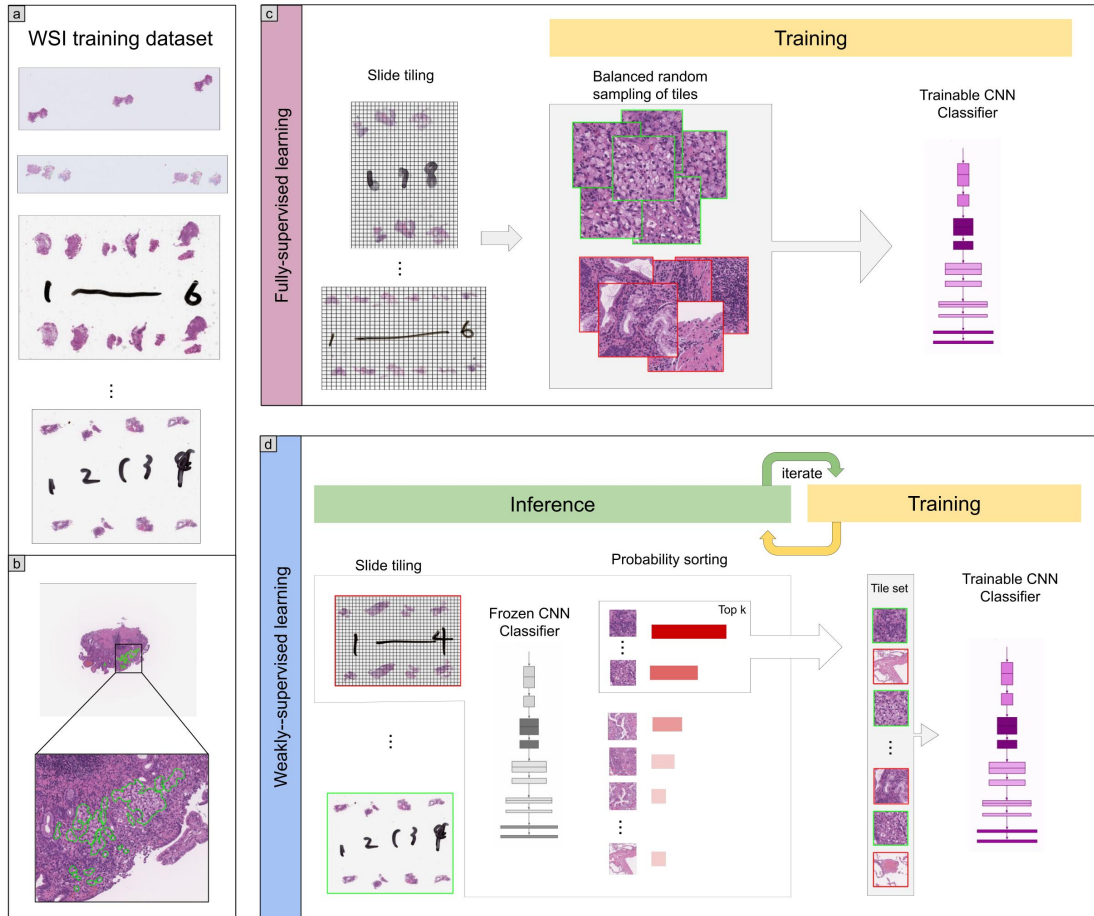 a
WSI training dataset
1 6
1 2 ( 3
b
c
Fully-supervised learning
Training
Slide tiling
Balanced random
sampling of tiles
Trainable CNN
Classifier
...
1 6
d
Weakly--supervised learning
iterate
Inference
Training
Slide tiling
Probability sorting
Frozen CNN
Classifier
Top k
1 4
1 2 ( 3
Tile set
Trainable CNN
Classifier